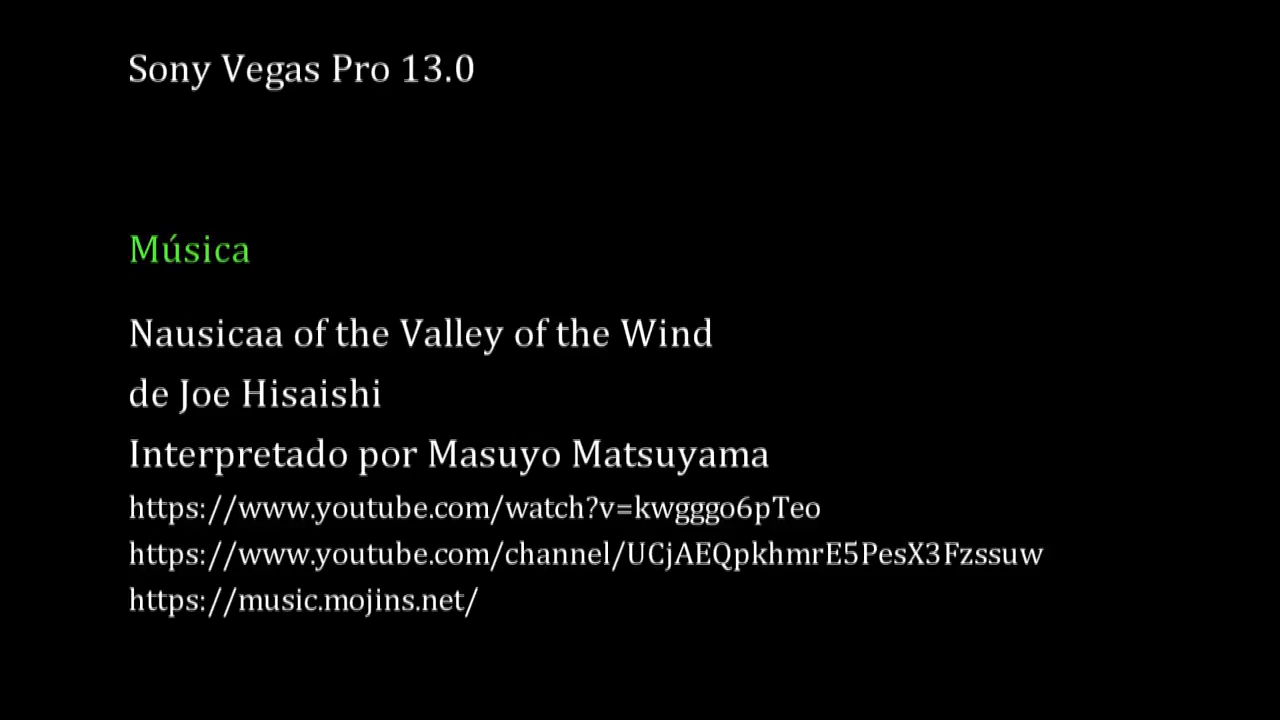 Sony Vegas Pro 13.0
Música
Nausicaa of the Valley of the Wind
de Joe Hisaishi
Interpretado por Masuyo Matsuyama
https://www.youtube.com/watch?v=kwgggo6pTeo
https://www.youtube.com/channel/UCjAEQpkhmrE5PesX3Fzssuw
https://music.mojins.net/